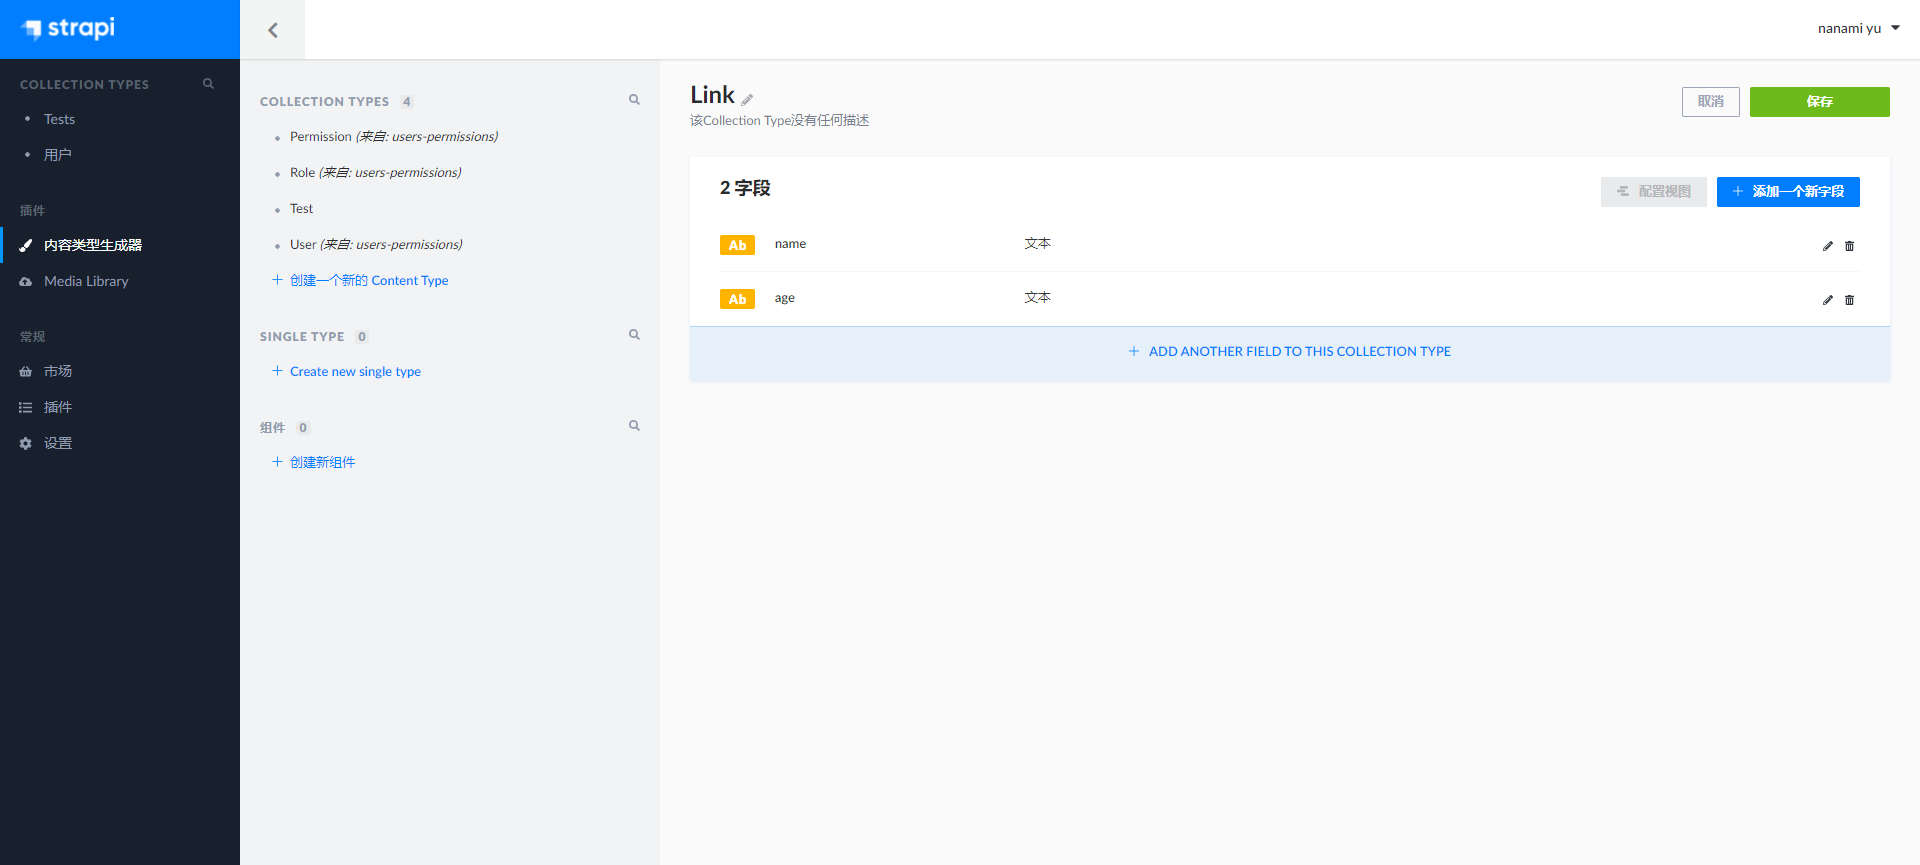 strapi
nanami yu
COLLECTION TYPES
Tests
用户
插件
内容类型生成器
Media Library
常规
市场
插件
设置
COLLECTION TYPES 4
Permission (来自: users-permissions)
Role (来自: users-permissions)
Test
User (来自: users-permissions)
创建一个新的 Content Type
SINGLE TYPE 0
Create new single type
组件 0
创建新组件
Link
该Collection Type没有任何描述
取消
保存
2 字段
配置视图
添加一个新字段
Ab name 文本
Ab age 文本
ADD ANOTHER FIELD TO THIS COLLECTION TYPE